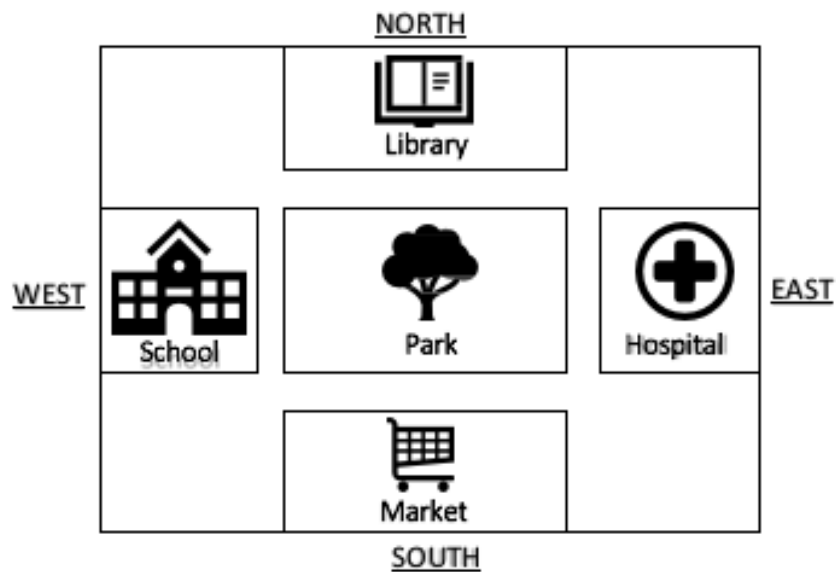 NORTH
Library
WEST
School
Park
Hospital
EAST
Market
SOUTH